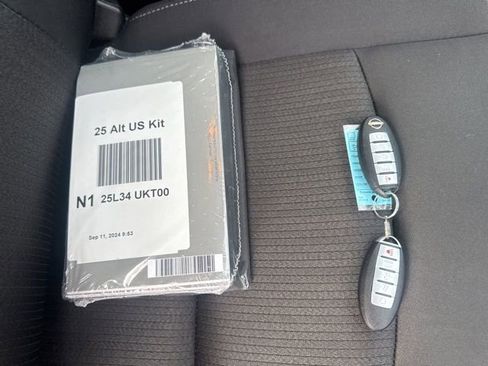 25 Alt US Kit
N1 25L34 UKT00
Sep 11, 2024 9:53